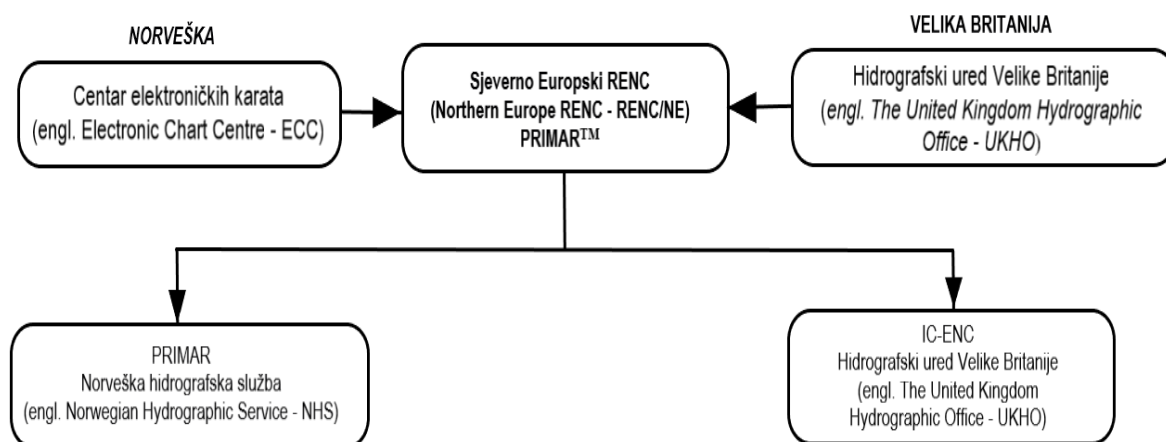 NORVEŠKA
Centar elektroničkih karata
(engl. Electronic Chart Centre - ECC)
Sjeverno Europski RENC
(Northern Europe RENC - RENC/NE)
PRIMAR™
VELIKA BRITANIJA
Hidrografski ured Velike Britanije
(engl. The United Kingdom Hydrographic
Office - UKHO)
PRIMAR
Norveška hidrografska služba
(engl. Norwegian Hydrographic Service - NHS)
IC-ENC
Hidrografski ured Velike Britanije
(engl. The United Kingdom
Hydrographic Office - UKHO)